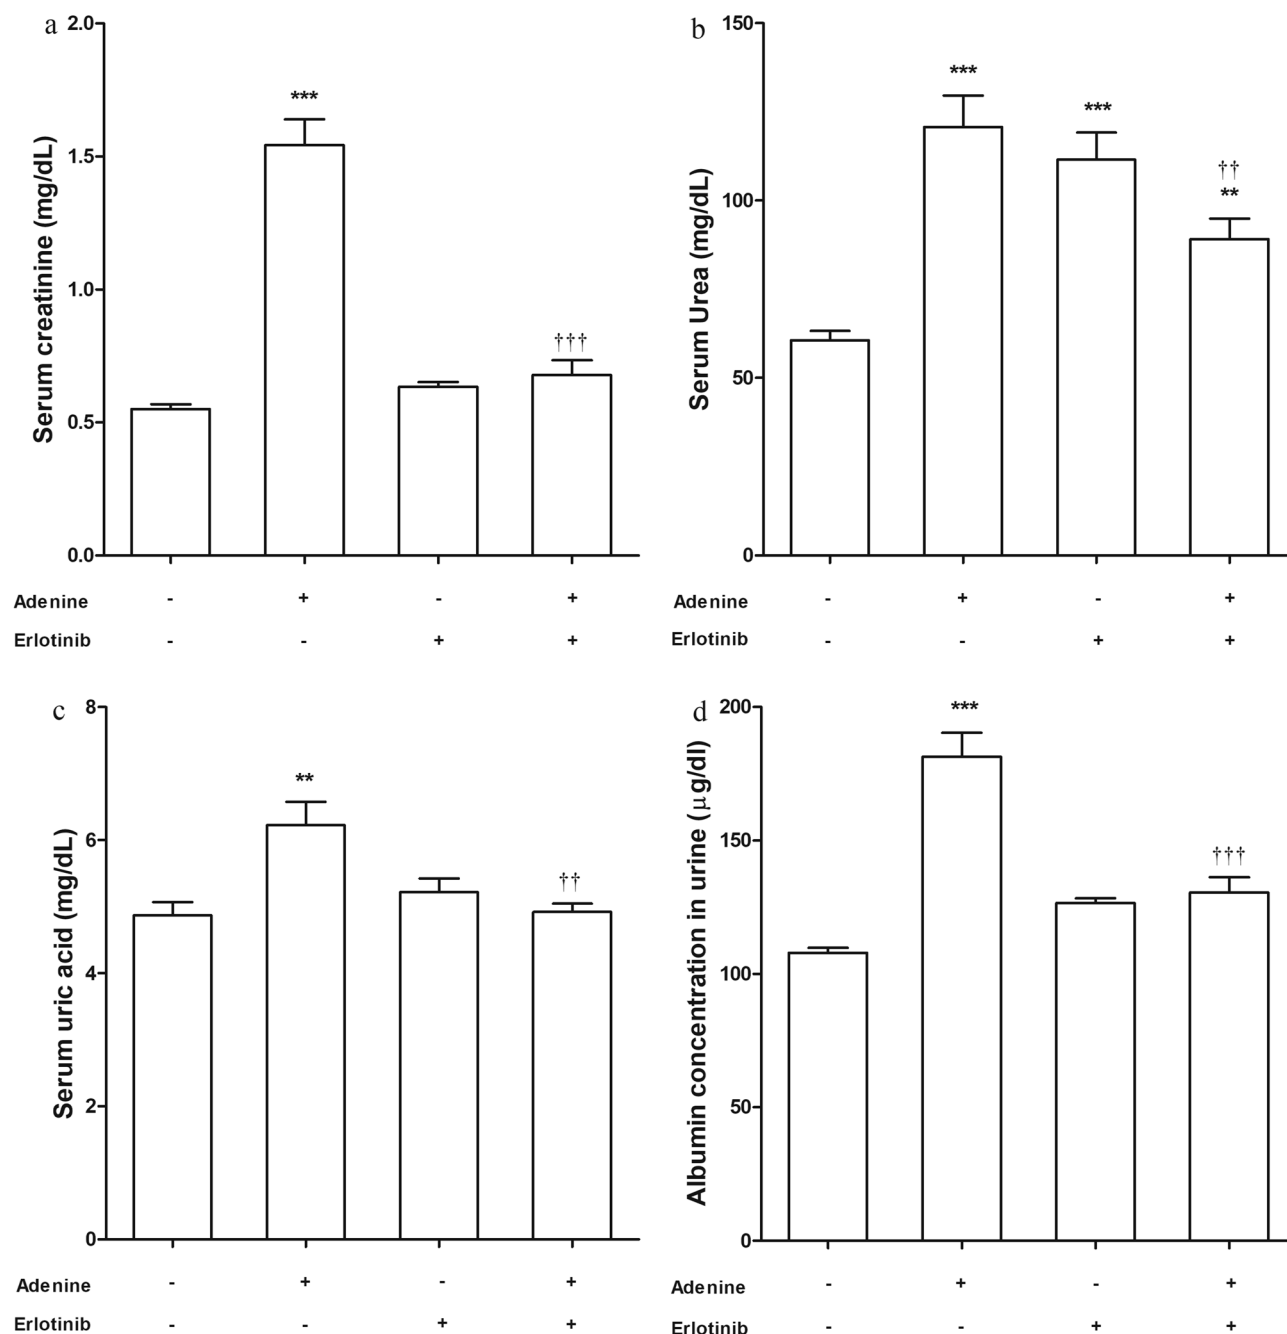 a
Serum creatinine (mg/dL)
2.0
1.5
1.0
0.5
0.0
***
†††
Adenine - + - +
Erlotinib - - + +
b
Serum Urea (mg/dL)
150
100
50
0
***
***
††
**
Adenine - + - +
Erlotinib - - + +
c
Serum uric acid (mg/dL)
8
6
4
2
0
**
††
Adenine - + - +
Erlotinib - - + +
d
Albumin concentration in urine (µg/dl)
200
150
100
50
0
***
†††
Adenine - + - +
Erlotinib - - + +